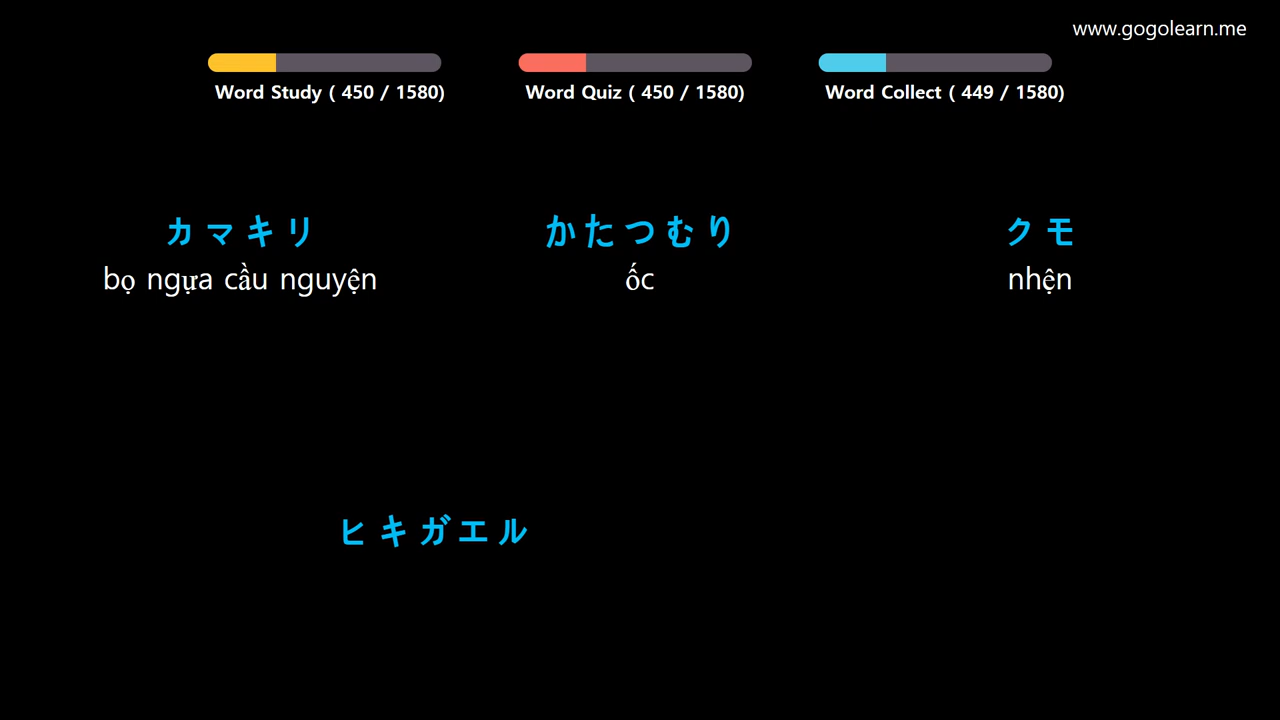 www.gogolearn.me
Word Study ( 450 / 1580)
Word Quiz ( 450 / 1580)
Word Collect ( 449 / 1580)
カマキリ
bọ ngựa cầu nguyện
かたつむり
ốc
クモ
nhện
ヒキガエル